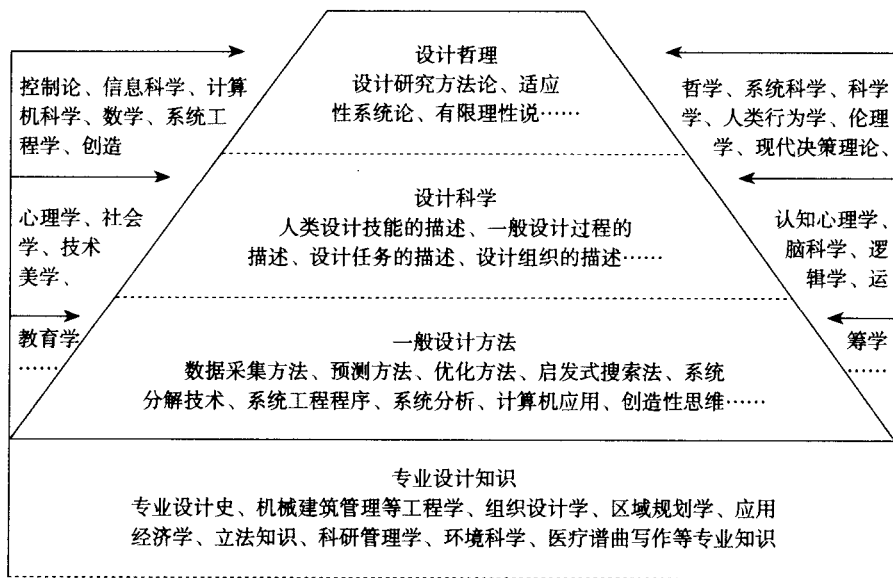 设计哲理
设计研究方法论、适应
性系统论、有限理性说……
控制论、信息科学、计算
机科学、数学、系统工
程学、创造
哲学、系统科学、科学
学、人类行为学、伦理
学、现代决策理论、
设计科学
人类设计技能的描述、一般设计过程的
描述、设计任务的描述、设计组织的描述……
心理学、社会
学、技术
美学、
认知心理学、
脑科学、逻
辑学、运
教育学
……
筹学
……
一般设计方法
数据采集方法、预测方法、优化方法、启发式搜索法、系统
分解技术、系统工程程序、系统分析、计算机应用、创造性思维……
专业设计知识
专业设计史、机械建筑管理等工程学、组织设计学、区域规划学、应用
经济学、立法知识、科研管理学、环境科学、医疗谱曲写作等专业知识